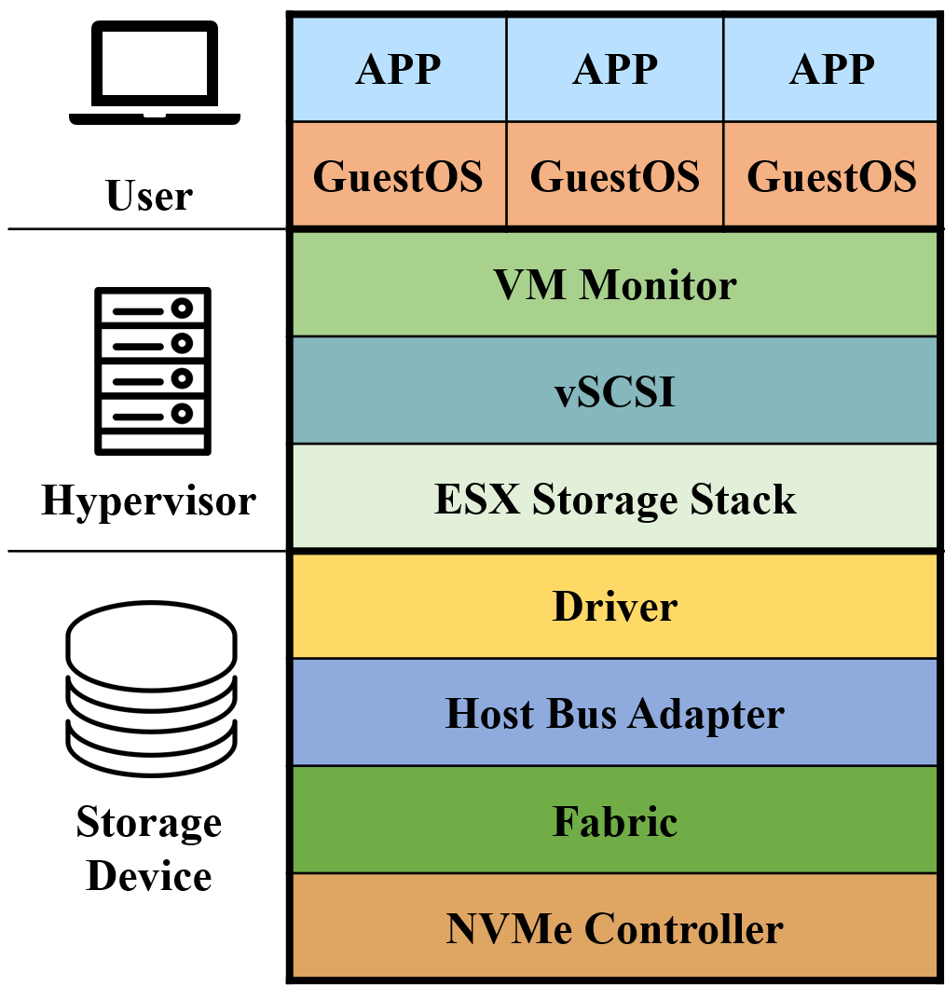 APP APP APP
User
GuestOS GuestOS GuestOS
VM Monitor
vSCSI
Hypervisor
ESX Storage Stack
Driver
Host Bus Adapter
Storage
Device
Fabric
NVMe Controller